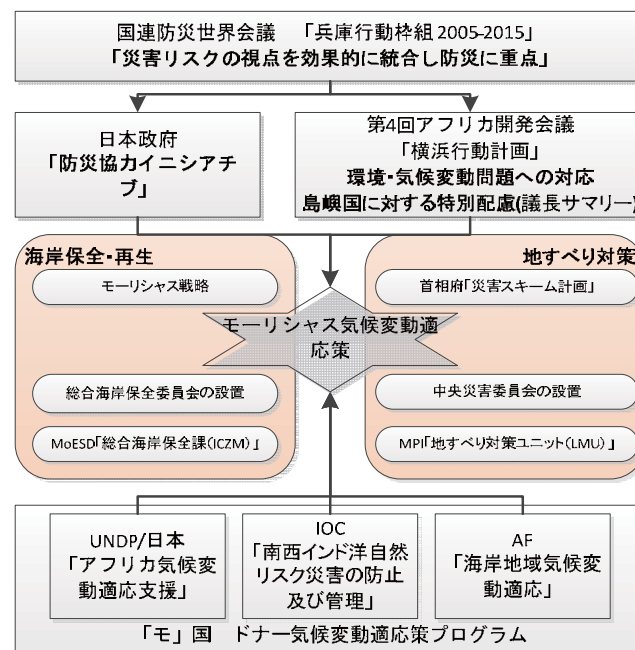 国連防災世界会議　「兵庫行動枠組 2005-2015」
「災害リスクの視点を効果的に統合し防災に重点」
日本政府
「防災協力イニシアチ
ブ」
第4回アフリカ開発会議
「横浜行動計画」
環境・気候変動問題への対応
島嶼国に対する特別配慮(議長サマリー)
海岸保全・再生
モーリシャス戦略
総合海岸保全委員会の設置
MoESD「総合海岸保全課(ICZM)」
地すべり対策
首相府「災害スキーム計画」
中央災害委員会の設置
MPI「地すべり対策ユニット(LMU)」
モーリシャス気候変動適
応策
UNDP/日本
「アフリカ気候変
動適応支援」
IOC
「南西インド洋自然
リスク災害の防止
及び管理」
AF
「海岸地域気候変
動適応」
「モ」国　ドナー気候変動適応策プログラム